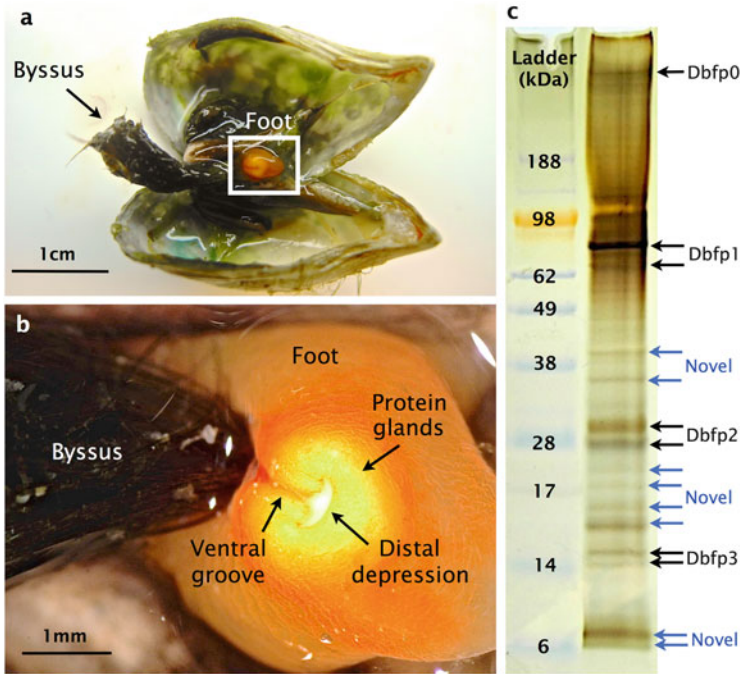 a
Byssus
Foot
1cm
b
Foot
Protein
glands
Byssus
Ventral
groove
Distal
depression
1mm
c
Ladder
(kDa)
Dbfp0
188
98
Dbfp1
62
49
38
Novel
Dbfp2
28
17
Novel
Dbfp3
14
Novel
6